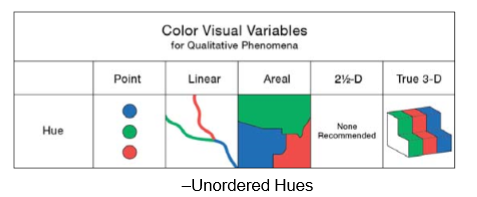 Color Visual Variables
for Qualitative Phenomena
Point Linear Areal 2½-D True 3-D
Hue
None
Recommended
–Unordered Hues